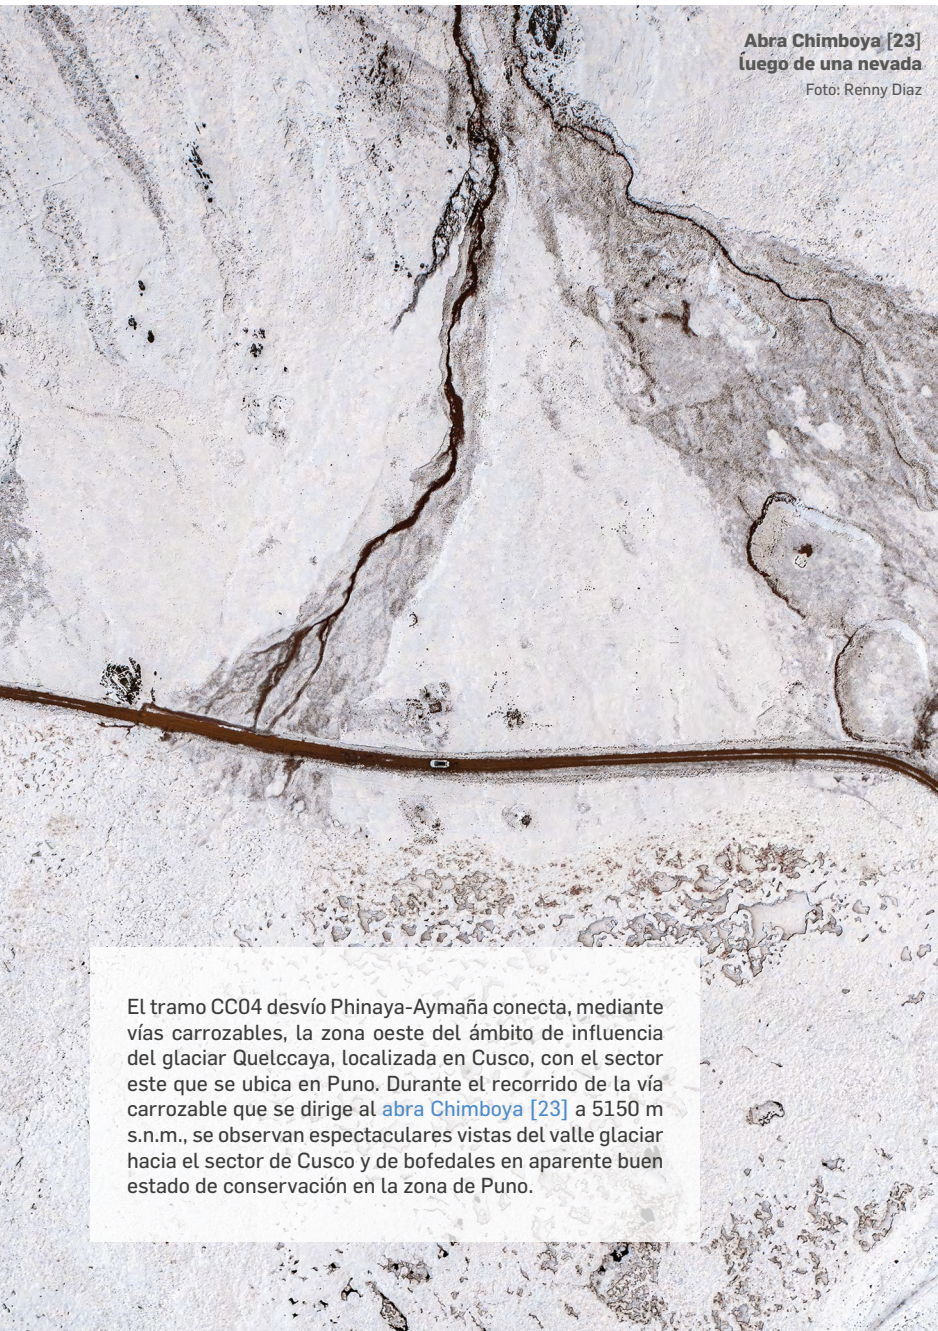 Abra Chimboya [23]
luego de una nevada
Foto: Renny Diaz
El tramo CC04 desvío Phinaya-Aymaña conecta, mediante
vías carrozables, la zona oeste del ámbito de influencia
del glaciar Quelccaya, localizada en Cusco, con el sector
este que se ubica en Puno. Durante el recorrido de la vía
carrozable que se dirige al abra Chimboya [23] a 5150 m
s.n.m., se observan espectaculares vistas del valle glaciar
hacia el sector de Cusco y de bofedales en aparente buen
estado de conservación en la zona de Puno.